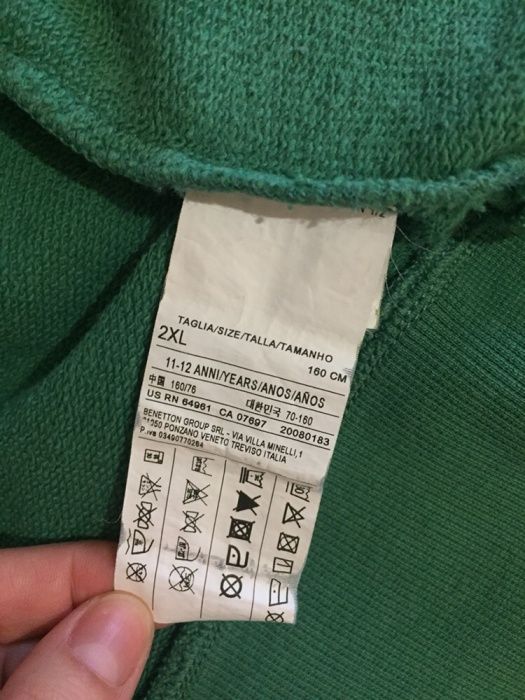 1/2
TAGLIA/SIZE/TALLA/TAMANHO
2XL
160 CM
11-12 ANNI/YEARS/ANOS/AÑOS
中国 160/76 대한민국 70-160
US RN 64961 CA 07697 20080183
BENETTON GROUP SRL - VIA VILLA MINELLI,1
31050 PONZANO VENETO TREVISO ITALIA
P.IVA 03490770264